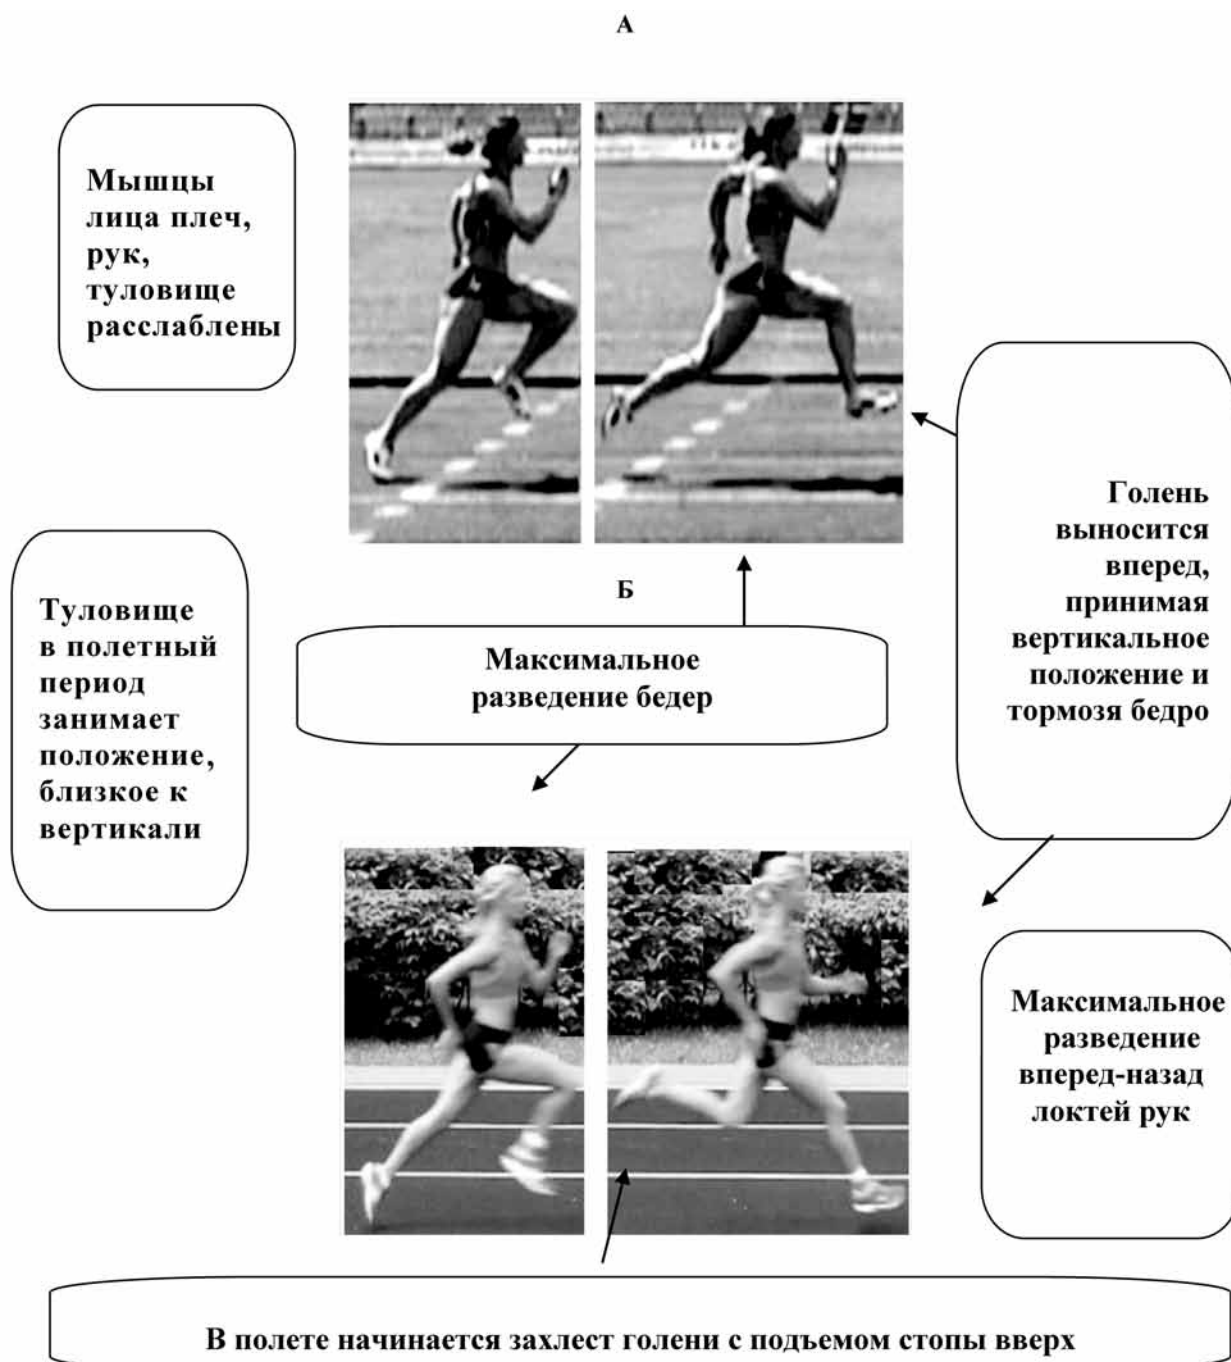 А
Мышцы
лица плеч,
рук,
туловище
расслаблены
Голень
выносится
вперед,
принимая
вертикальное
положение и
тормозя бедро
Туловище
в полетный
период
занимает
положение,
близкое к
вертикали
Б
Максимальное
разведение бедер
Максимальное
разведение
вперед-назад
локтей рук
В полете начинается захлест голени с подъемом стопы вверх